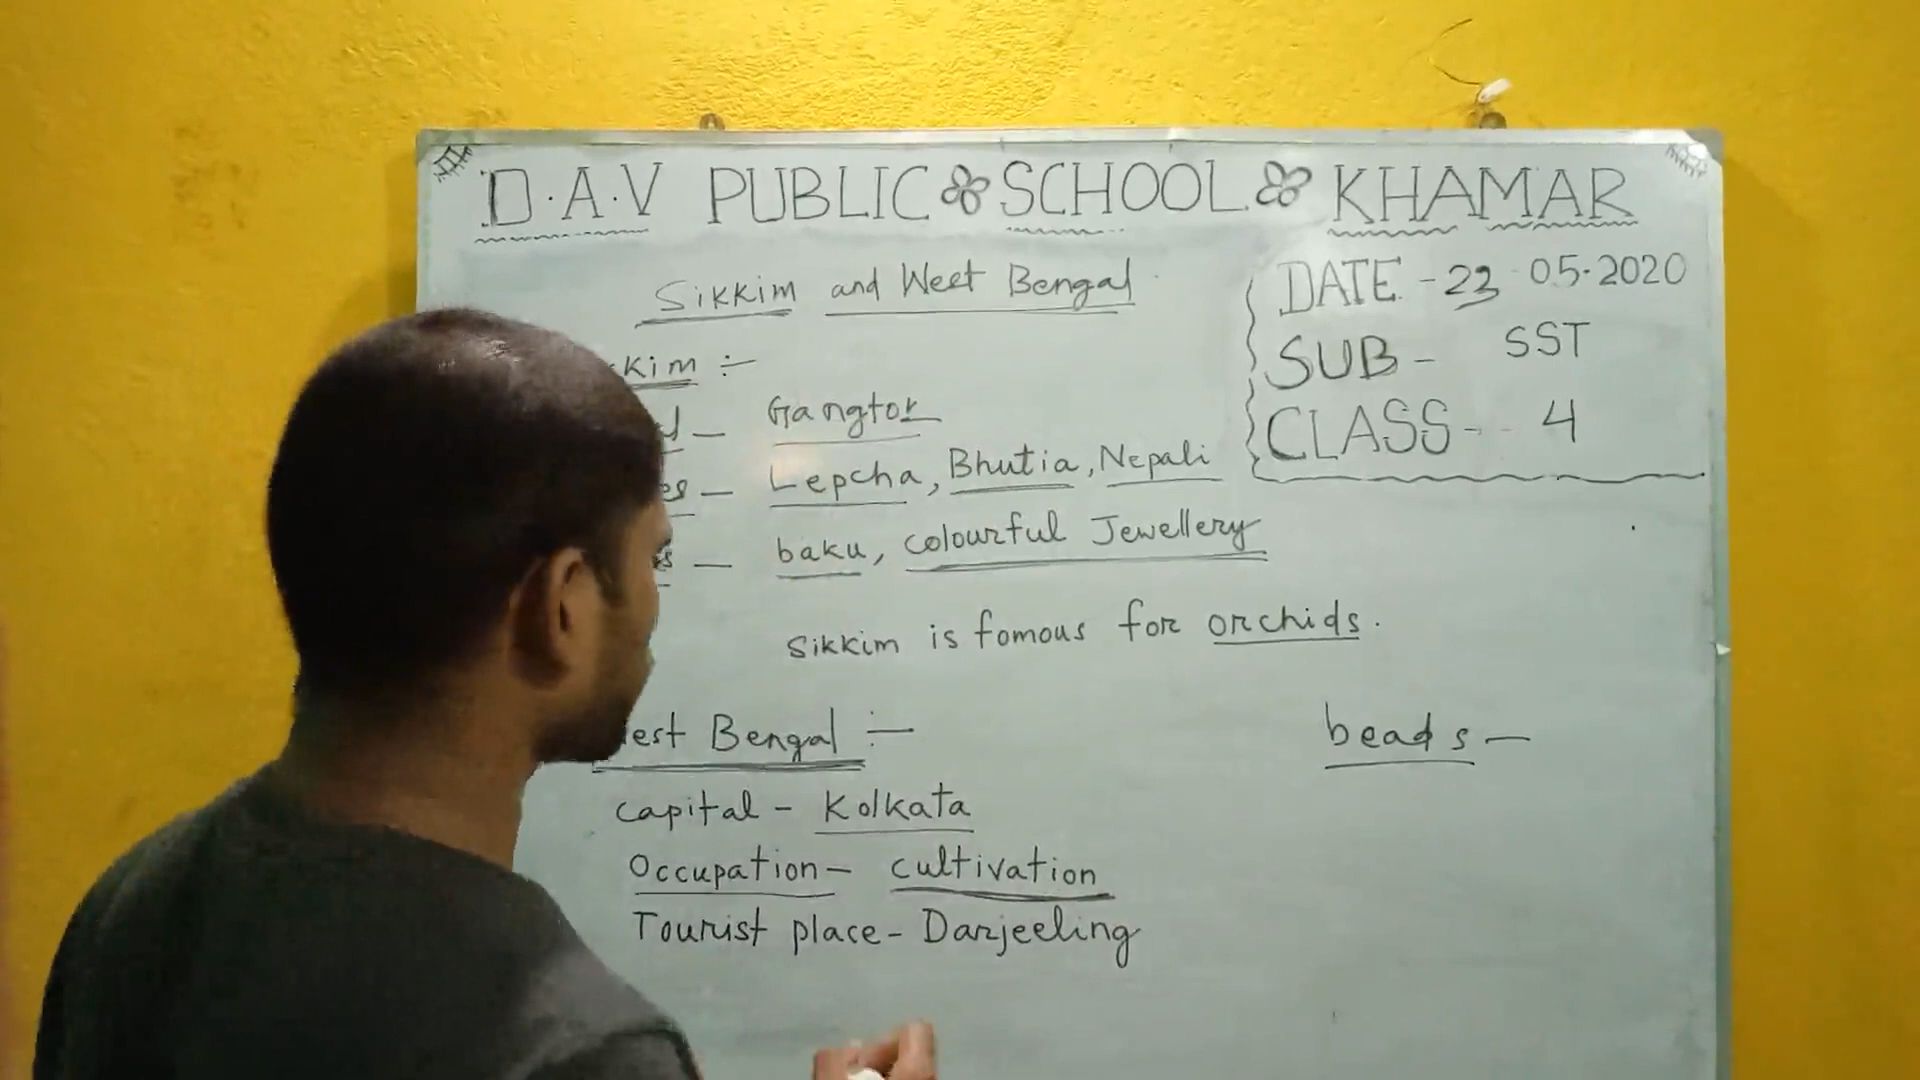 D.A.V PUBLIC SCHOOL KHAMAR
Sikkim and West Bengal
DATE - 23 05.2020
SUB - SST
CLASS - 4
kim :-
l - Gangtok
es - Lepcha, Bhutia, Nepali
s - baku, colourful Jewellery
Sikkim is fomous for orchids.
est Bengal :-
beads -
capital - Kolkata
Occupation - cultivation
Tourist place - Darjeeling